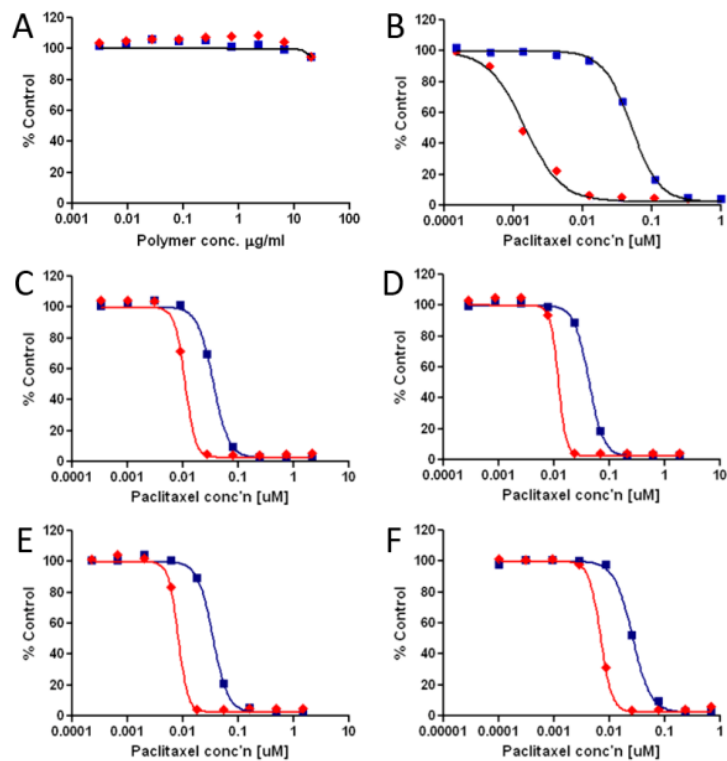 A
120
100
80
60
40
20
0
% Control
0.001 0.01 0.1 1 10 100
Polymer conc. µg/ml
B
120
100
80
60
40
20
0
% Control
0.0001 0.001 0.01 0.1 1
Paclitaxel conc'n [uM]
C
120
100
80
60
40
20
0
% Control
0.0001 0.001 0.01 0.1 1 10
Paclitaxel conc'n [uM]
D
120
100
80
60
40
20
0
% Control
0.0001 0.001 0.01 0.1 1 10
Paclitaxel conc'n [uM]
E
120
100
80
60
40
20
0
% Control
0.0001 0.001 0.01 0.1 1 10
Paclitaxel conc'n [uM]
F
120
100
80
60
40
20
0
% Control
0.00001 0.0001 0.001 0.01 0.1 1
Paclitaxel conc'n [uM]